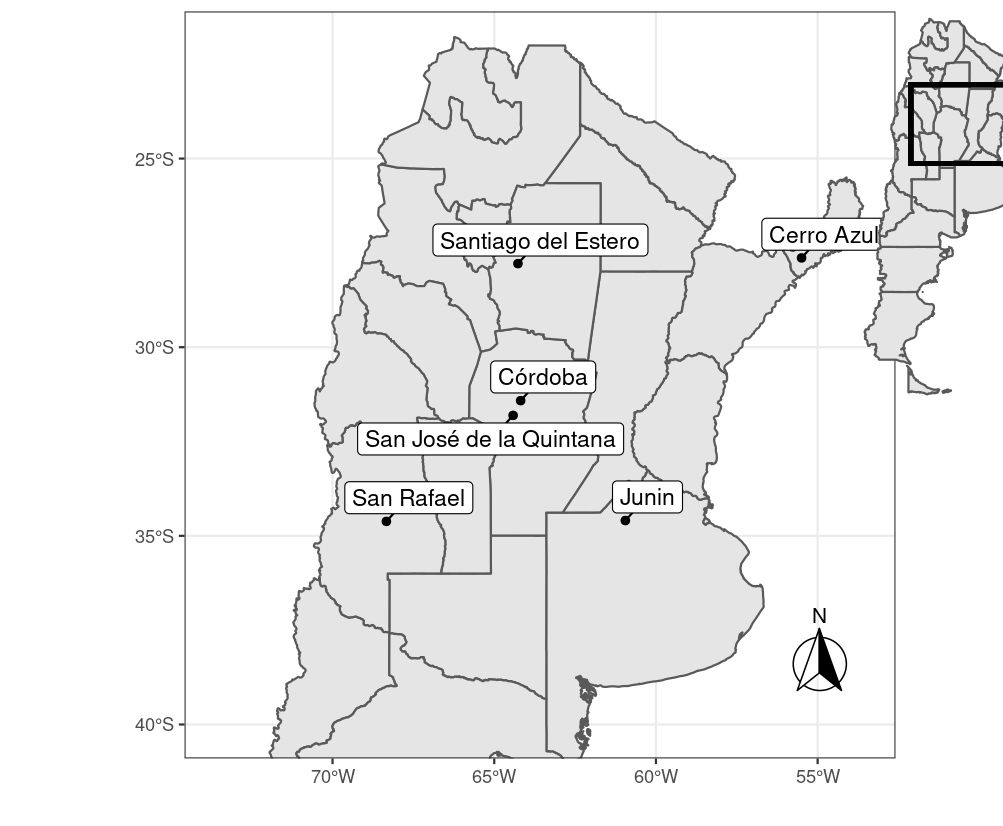 25°S
30°S
35°S
40°S
Santiago del Estero
Cerro Azul
Córdoba
San José de la Quintana
San Rafael
Junin
N
70°W
65°W
60°W
55°W